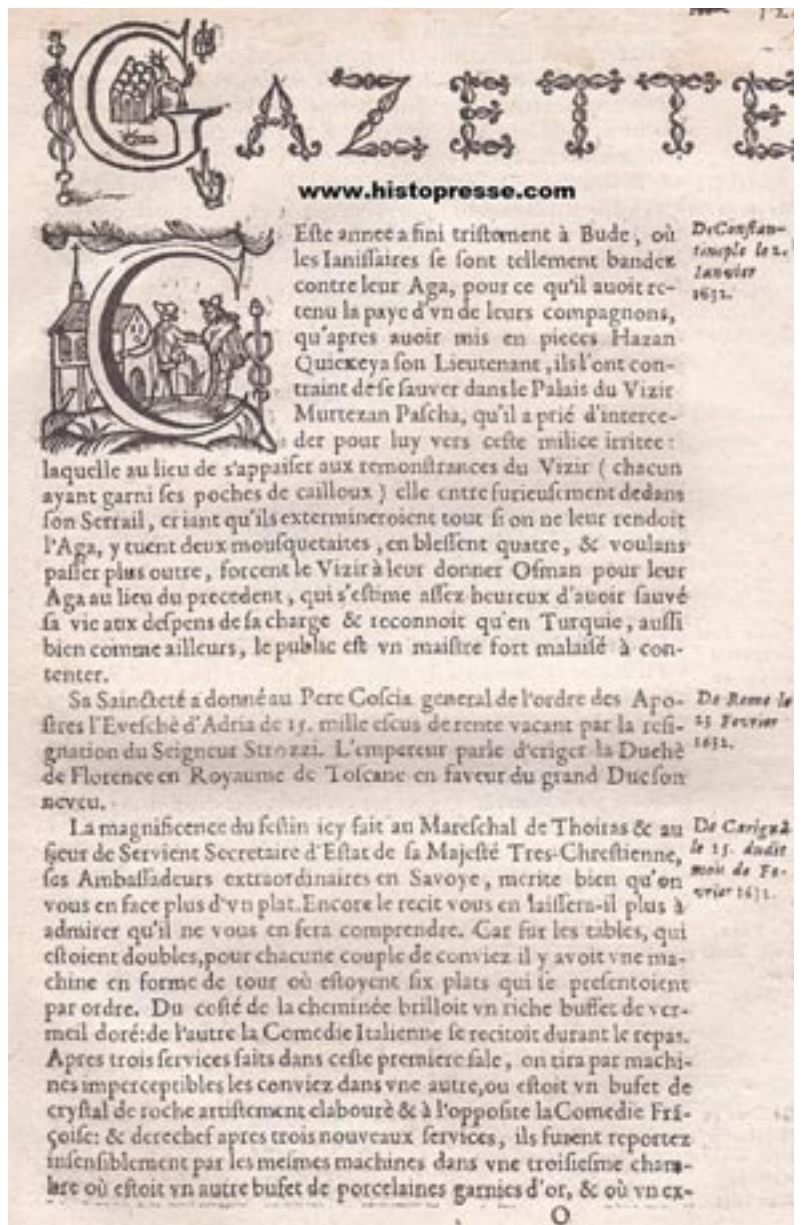 GAZETTE
www.histopresse.com
CEſte annee a fini triſtement à Bude, où
les Ianiſſaires ſe ſont tellement bandez
contre leur Aga, pour ce qu'il auoit re-
tenu la paye d'vn de leurs compagnons,
qu'apres auoir mis en pieces Hazan
Quicxeya ſon Lieutenant, ils l'ont con-
traint de ſe ſauver dans le Palais du Vizir
Murtezan Paſcha, qu'il a prié d'interce-
der pour luy vers ceſte milice irritee:
laquelle au lieu de s'appaiſer aux remonſtrances du Vizir (chacun
ayant garni ſes poches de cailloux) elle entre furieuſement dedans
ſon Serrail, criant qu'ils extermineroient tout ſi on ne leur rendoit
l'Aga, y tuent deux mouſquetaites, en bleſſent quatre, & voulans
paſſer plus outre, forcent le Vizir à leur donner Oſman pour leur
Aga au lieu du precedent, qui s'eſtime aſſez heureux d'auoir ſauvé
ſa vie aux deſpens de ſa charge & reconnoit qu'en Turquie, auſſi
bien comme ailleurs, le public eſt vn maiſtre fort malaiſé à con-
tenter.
De Conſtan-
tinople le 2.
Ianvier
1632.
Sa Sainćteté a donné au Pere Coſcia general de l'ordre des Apo-
ſtres l'Eveſché d'Adria de 15. mille eſcus de rente vacant par la reſi-
gnation du Seigneur Strozzi. L'empereur parle d'eriger la Duché
de Florence en Royaume de Toſcane en faveur du grand Duc ſon
neveu.
De Rome le
25 Fevrier
1632.
La magnificence du feſtin icy fait au Mareſchal de Thoiras & au
ſieur de Servient Secretaire d'Eſtat de ſa Majeſté Tres-Chreſtienne,
ſes Ambaſſadeurs extraordinaires en Savoye, merite bien qu'on
vous en face plus d'vn plat. Encore le recit vous en laiſſera-il plus à
admirer qu'il ne vous en fera comprendre. Car ſur les tables, qui
eſtoient doubles, pour chacune couple de conviez il y avoit vne ma-
chine en forme de tour où eſtoyent ſix plats qui ſe preſentoient
par ordre. Du coſté de la cheminée brilloit vn riche buffet de ver-
meil doré: de l'autre la Comedie Italienne ſe recitoit durant le repas.
Apres trois ſervices faits dans ceſte premiere ſale, on tira par machi-
nes imperceptibles les conviez dans vne autre, ou eſtoit vn bufet de
cryſtal de roche artiſtement elabouré & à l'oppoſite la Comedie Frã-
çoiſe: & derechef apres trois nouveaux ſervices, ils furent reportez
inſenſiblement par les meſmes machines dans vne troiſieſme cham-
bre où eſtoit vn autre bufet de porcelaines garnies d'or, & où vn ex-
De Carignã
le 25. dudit
mois de Fe-
vrier 1632.
O